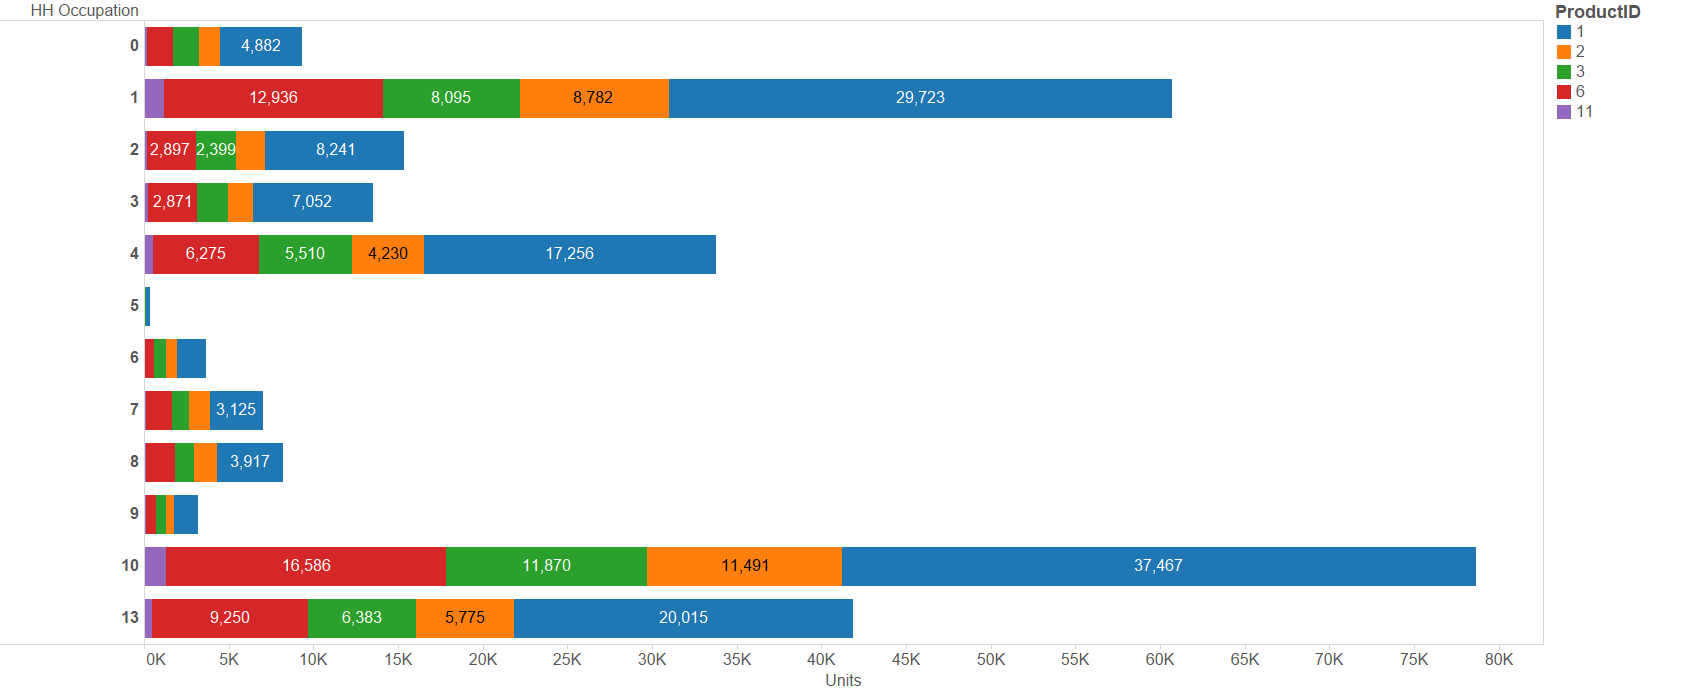 HH Occupation
ProductID
1
2
3
6
11
0 4,882
1 12,936 8,095 8,782 29,723
2 2,897 2,399 8,241
3 2,871 7,052
4 6,275 5,510 4,230 17,256
5
6
7 3,125
8 3,917
9
10 16,586 11,870 11,491 37,467
13 9,250 6,383 5,775 20,015
0K 5K 10K 15K 20K 25K 30K 35K 40K 45K 50K 55K 60K 65K 70K 75K 80K
Units